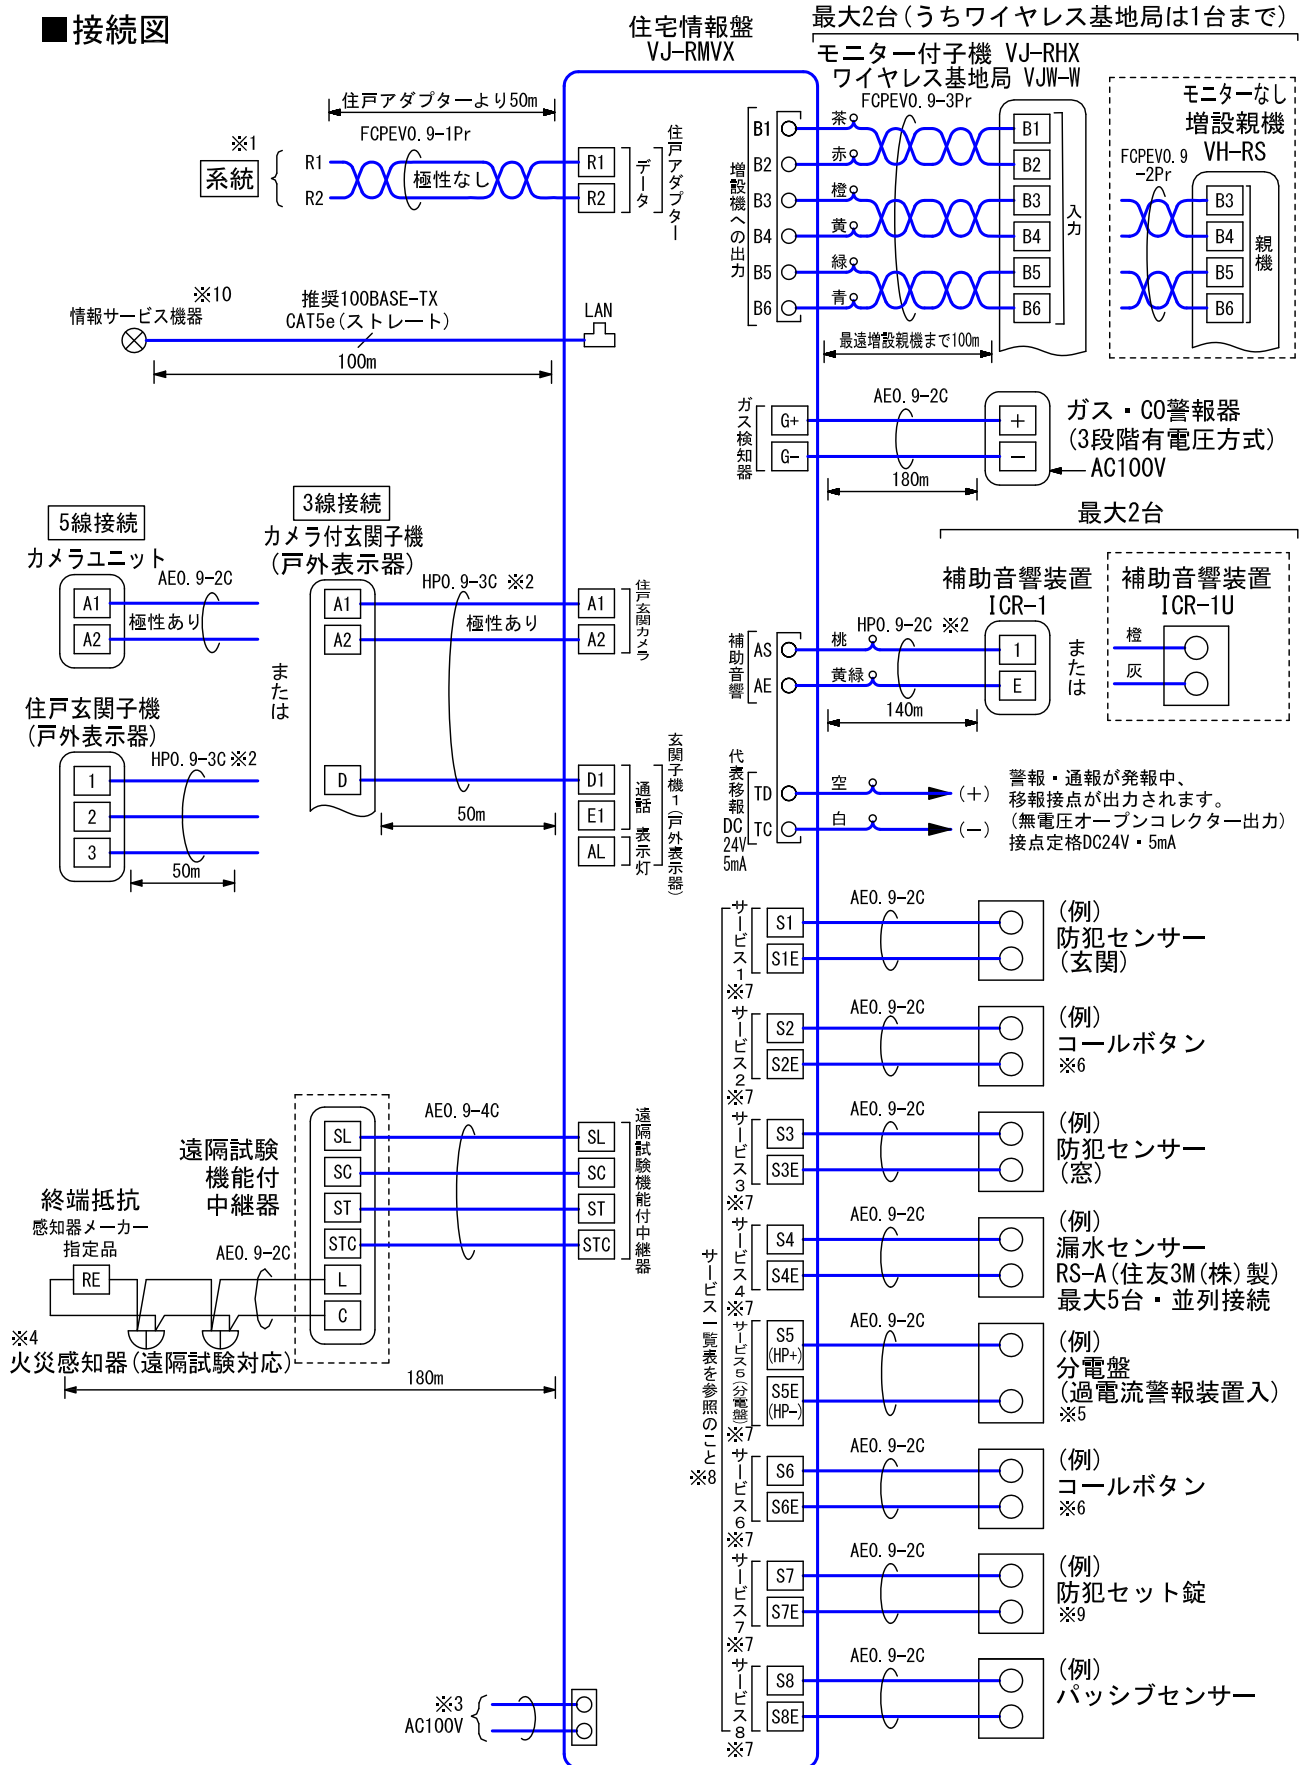 ■接続図
住宅情報盤
VJ-RMVX
最大2台(うちワイヤレス基地局は1台まで)
モニター付子機 VJ-RHX
ワイヤレス基地局 VJW-W
FCPEV0.9-3Pr
モニターなし
増設親機
VH-RS
FCPEV0.9
-2Pr
住戸アダプターより50m
FCPEV0.9-1Pr
※1
系統
R1
R2
極性なし
R1
R2
データ
住戸アダプター
増設機への出力
B1
B2
B3
B4
B5
B6
茶
赤
橙
黄
緑
青
B1
B2
B3
B4
B5
B6
入力
B3
B4
B5
B6
親機
最遠増設親機まで100m
※10
情報サービス機器
推奨100BASE-TX
CAT5e(ストレート)
LAN
100m
ガス検知器
G+
G-
AE0.9-2C
+
-
180m
ガス・CO警報器
(3段階有電圧方式)
AC100V
5線接続
カメラユニット
A1
A2
AE0.9-2C
極性あり
住戸玄関子機
(戸外表示器)
1
2
3
HP0.9-3C ※2
50m
または
3線接続
カメラ付玄関子機
(戸外表示器)
A1
A2
D
HP0.9-3C ※2
極性あり
50m
A1
A2
住戸玄関カメラ
D1
E1
AL
通話
表示灯
玄関子機1(戸外表示器)
最大2台
補助音響装置
ICR-1
補助音響
AS
AE
桃
黄緑
HP0.9-2C ※2
1
E
140m
または
補助音響装置
ICR-1U
橙
灰
代表移報
DC
24V
5mA
TD
TC
空
白
(+)
(-)
警報・通報が発報中、
移報接点が出力されます。
(無電圧オープンコレクター出力)
接点定格DC24V・5mA
サービス一覧表を参照のこと
※8
サービス1
※7
S1
S1E
AE0.9-2C
(例)
防犯センサー
(玄関)
サービス2
※7
S2
S2E
AE0.9-2C
(例)
コールボタン
※6
サービス3
※7
S3
S3E
AE0.9-2C
(例)
防犯センサー
(窓)
サービス4
※7
S4
S4E
AE0.9-2C
(例)
漏水センサー
RS-A(住友3M(株)製)
最大5台・並列接続
サービス5(分電盤)
※7
S5
(HP+)
S5E
(HP-)
AE0.9-2C
(例)
分電盤
(過電流警報装置入)
※5
サービス6
※7
S6
S6E
AE0.9-2C
(例)
コールボタン
※6
サービス7
※7
S7
S7E
AE0.9-2C
(例)
防犯セット錠
※9
サービス8
※7
S8
S8E
AE0.9-2C
(例)
パッシブセンサー
遠隔試験
機能付
中継器
SL
SC
ST
STC
L
C
AE0.9-4C
SL
SC
ST
STC
遠隔試験機能付中継器
終端抵抗
感知器メーカー
指定品
RE
AE0.9-2C
※4
火災感知器(遠隔試験対応)
180m
※3
AC100V